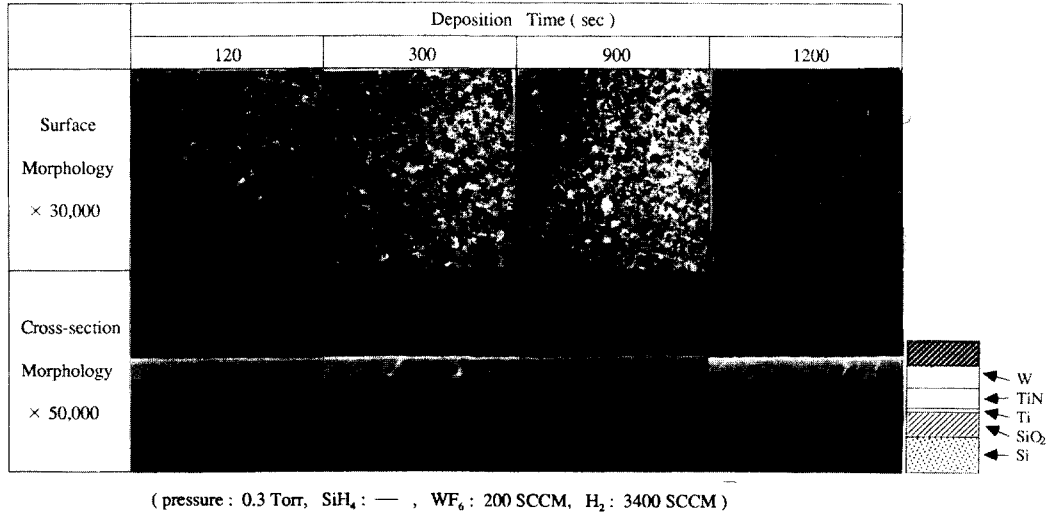 Deposition Time ( sec )
120 300 900 1200
Surface
Morphology
× 30,000
Cross-section
Morphology
× 50,000
W
TiN
Ti
SiO₂
Si
( pressure : 0.3 Torr, SiH₄ : — , WF₆ : 200 SCCM, H₂ : 3400 SCCM )